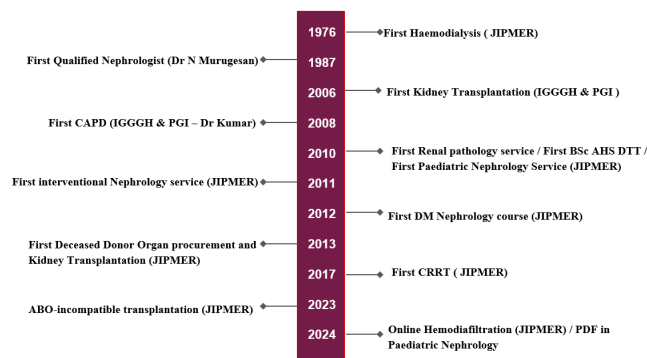 1976
First Haemodialysis ( JIPMER)
First Qualified Nephrologist (Dr N Murugesan)
1987
2006
First Kidney Transplantation (IGGGH & PGI )
First CAPD (IGGGH & PGI – Dr Kumar)
2008
2010
First Renal pathology service / First BSc AHS DTT /
First Paediatric Nephrology Service (JIPMER)
First interventional Nephrology service (JIPMER)
2011
2012
First DM Nephrology course (JIPMER)
First Deceased Donor Organ procurement and
Kidney Transplantation (JIPMER)
2013
2017
First CRRT ( JIPMER)
ABO-incompatible transplantation (JIPMER)
2023
2024
Online Hemodiafiltration (JIPMER) / PDF in
Paediatric Nephrology